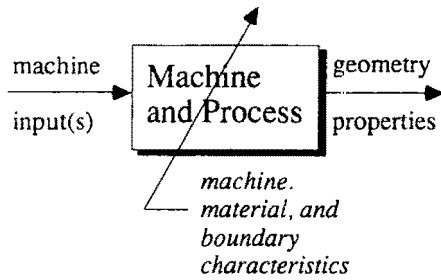 machine
input(s)
Machine
and Process
geometry
properties
machine.
material, and
boundary
characteristics